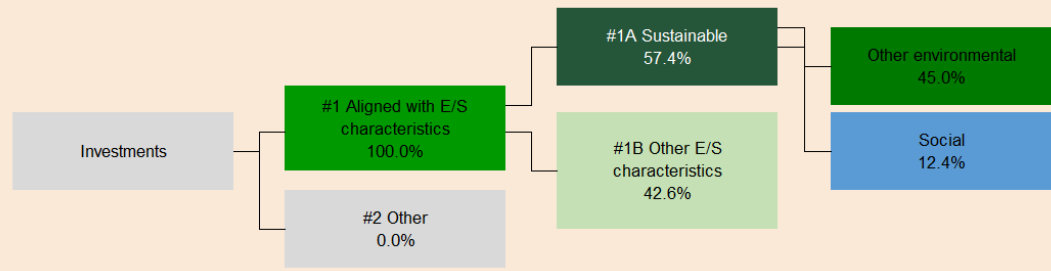 Investments
#1 Aligned with E/S
characteristics
100.0%
#2 Other
0.0%
#1A Sustainable
57.4%
#1B Other E/S
characteristics
42.6%
Other environmental
45.0%
Social
12.4%